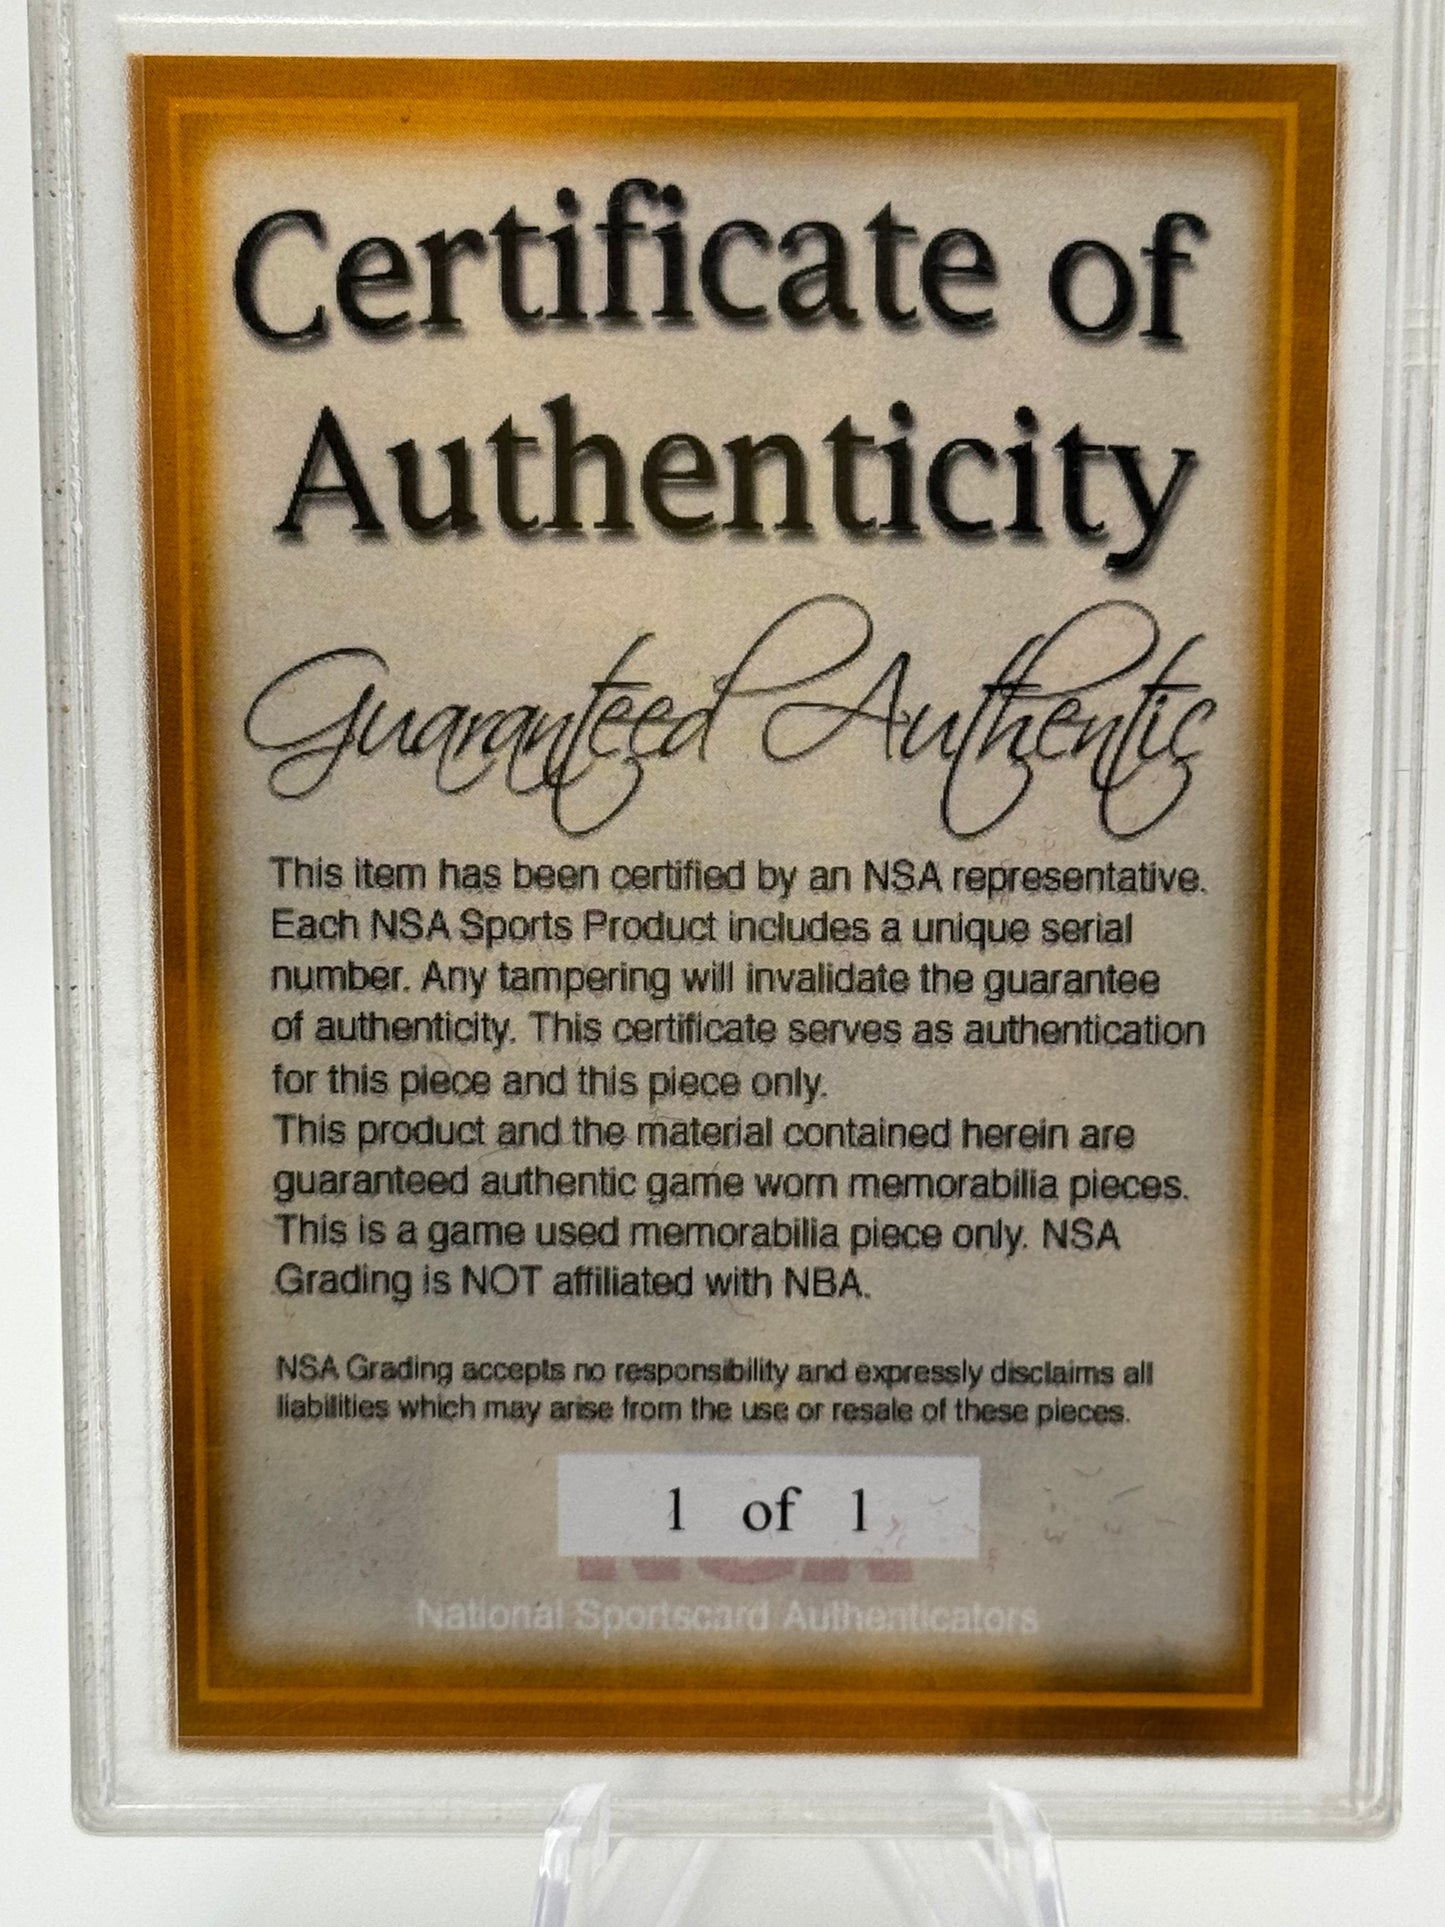 Certificate of
Authenticity
Guaranteed Authentic
This item has been certified by an NSA representative.
Each NSA Sports Product includes a unique serial
number. Any tampering will invalidate the guarantee
of authenticity. This certificate serves as authentication
for this piece and this piece only.
This product and the material contained herein are
guaranteed authentic game worn memorabilia pieces.
This is a game used memorabilia piece only. NSA
Grading is NOT affiliated with NBA.
NSA Grading accepts no responsibility and expressly disclaims all
liabilities which may arise from the use or resale of these pieces.
1 of 1
National Sportscard Authenticators